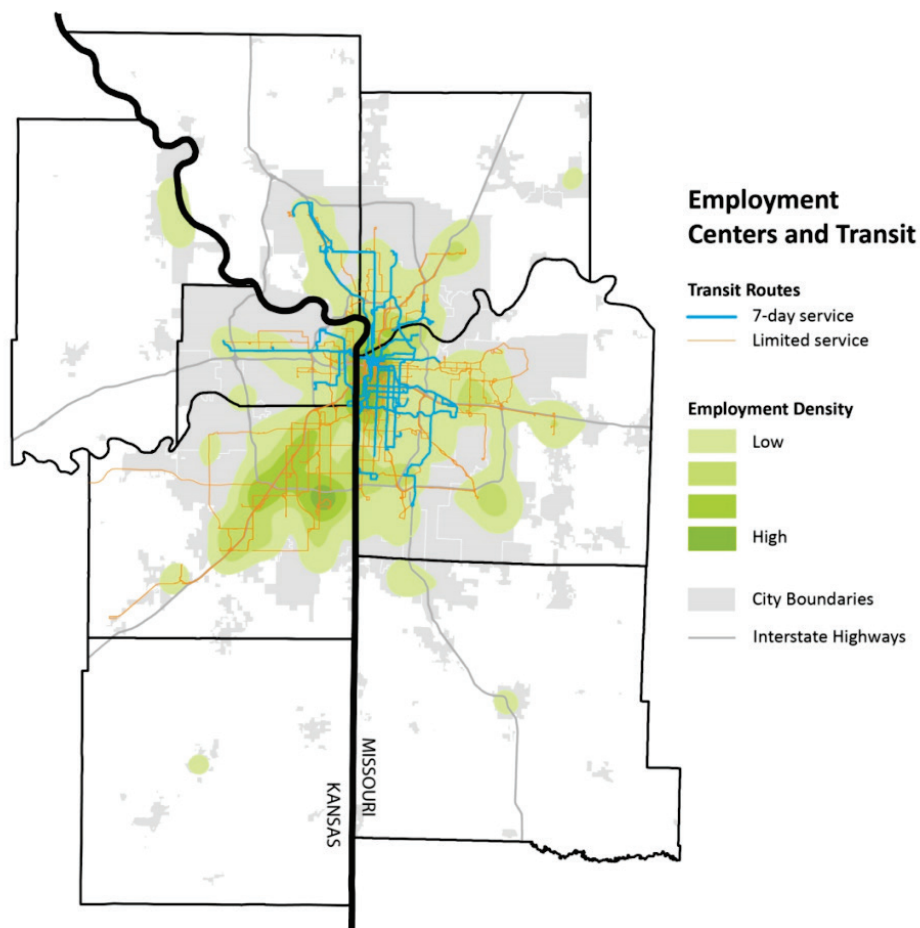 Employment
Centers and Transit
Transit Routes
7-day service
Limited service
Employment Density
Low
High
City Boundaries
Interstate Highways
MISSOURI
KANSAS